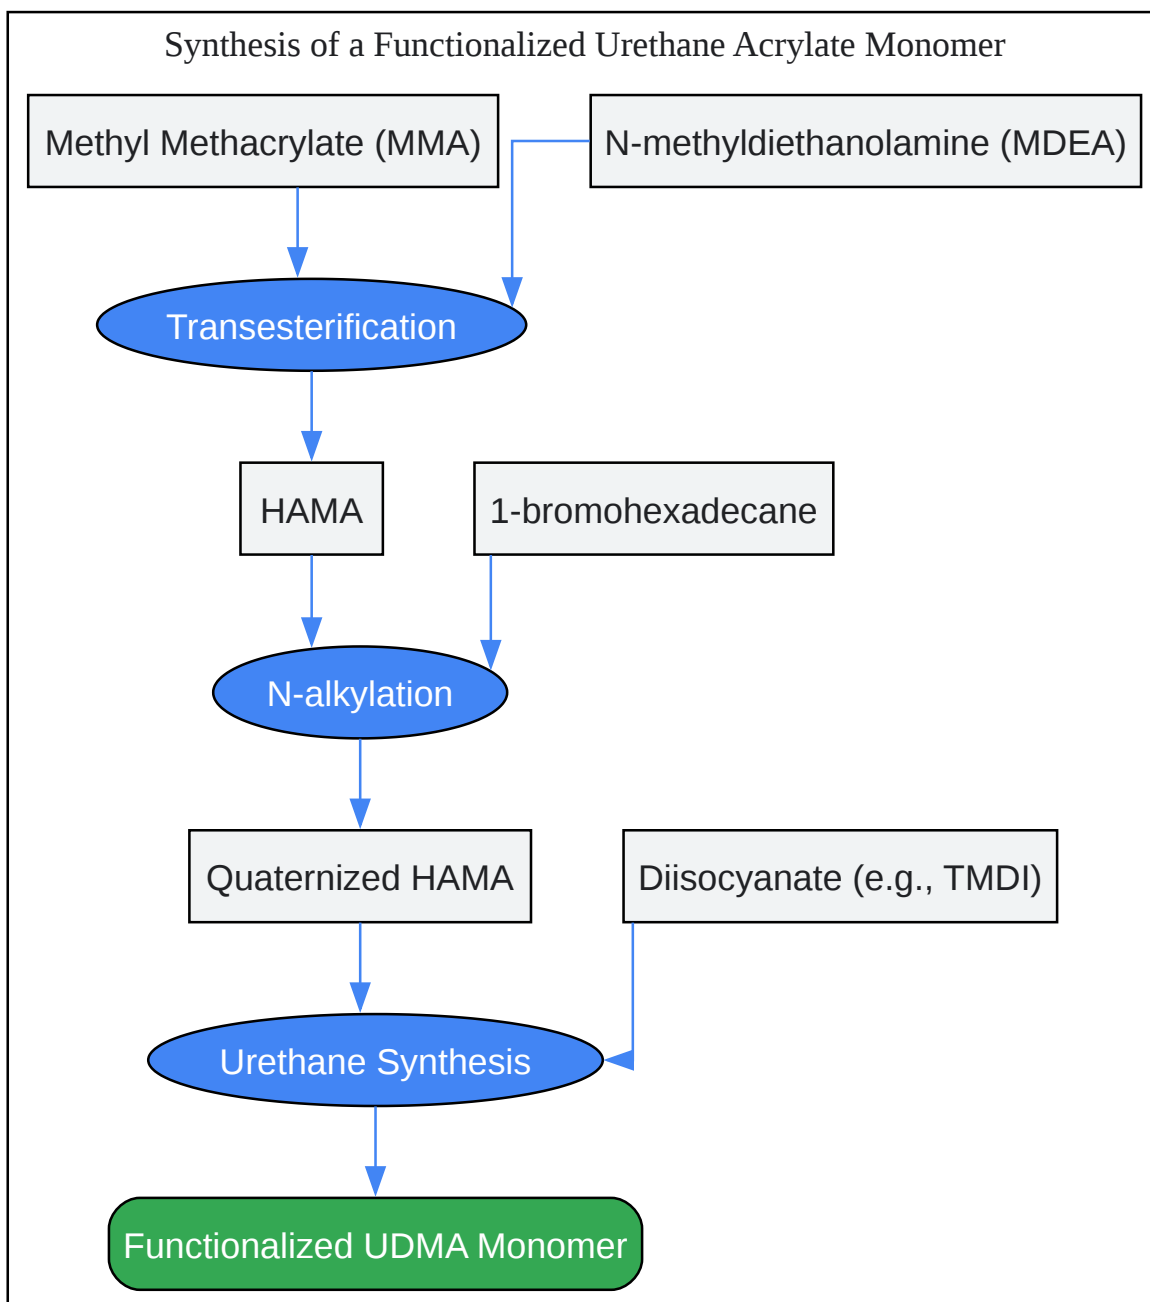 Synthesis of a Functionalized Urethane Acrylate Monomer
Methyl Methacrylate (MMA)
N-methyldiethanolamine (MDEA)
Transesterification
HAMA
1-bromohexadecane
N-alkylation
Quaternized HAMA
Diisocyanate (e.g., TMDI)
Urethane Synthesis
Functionalized UDMA Monomer